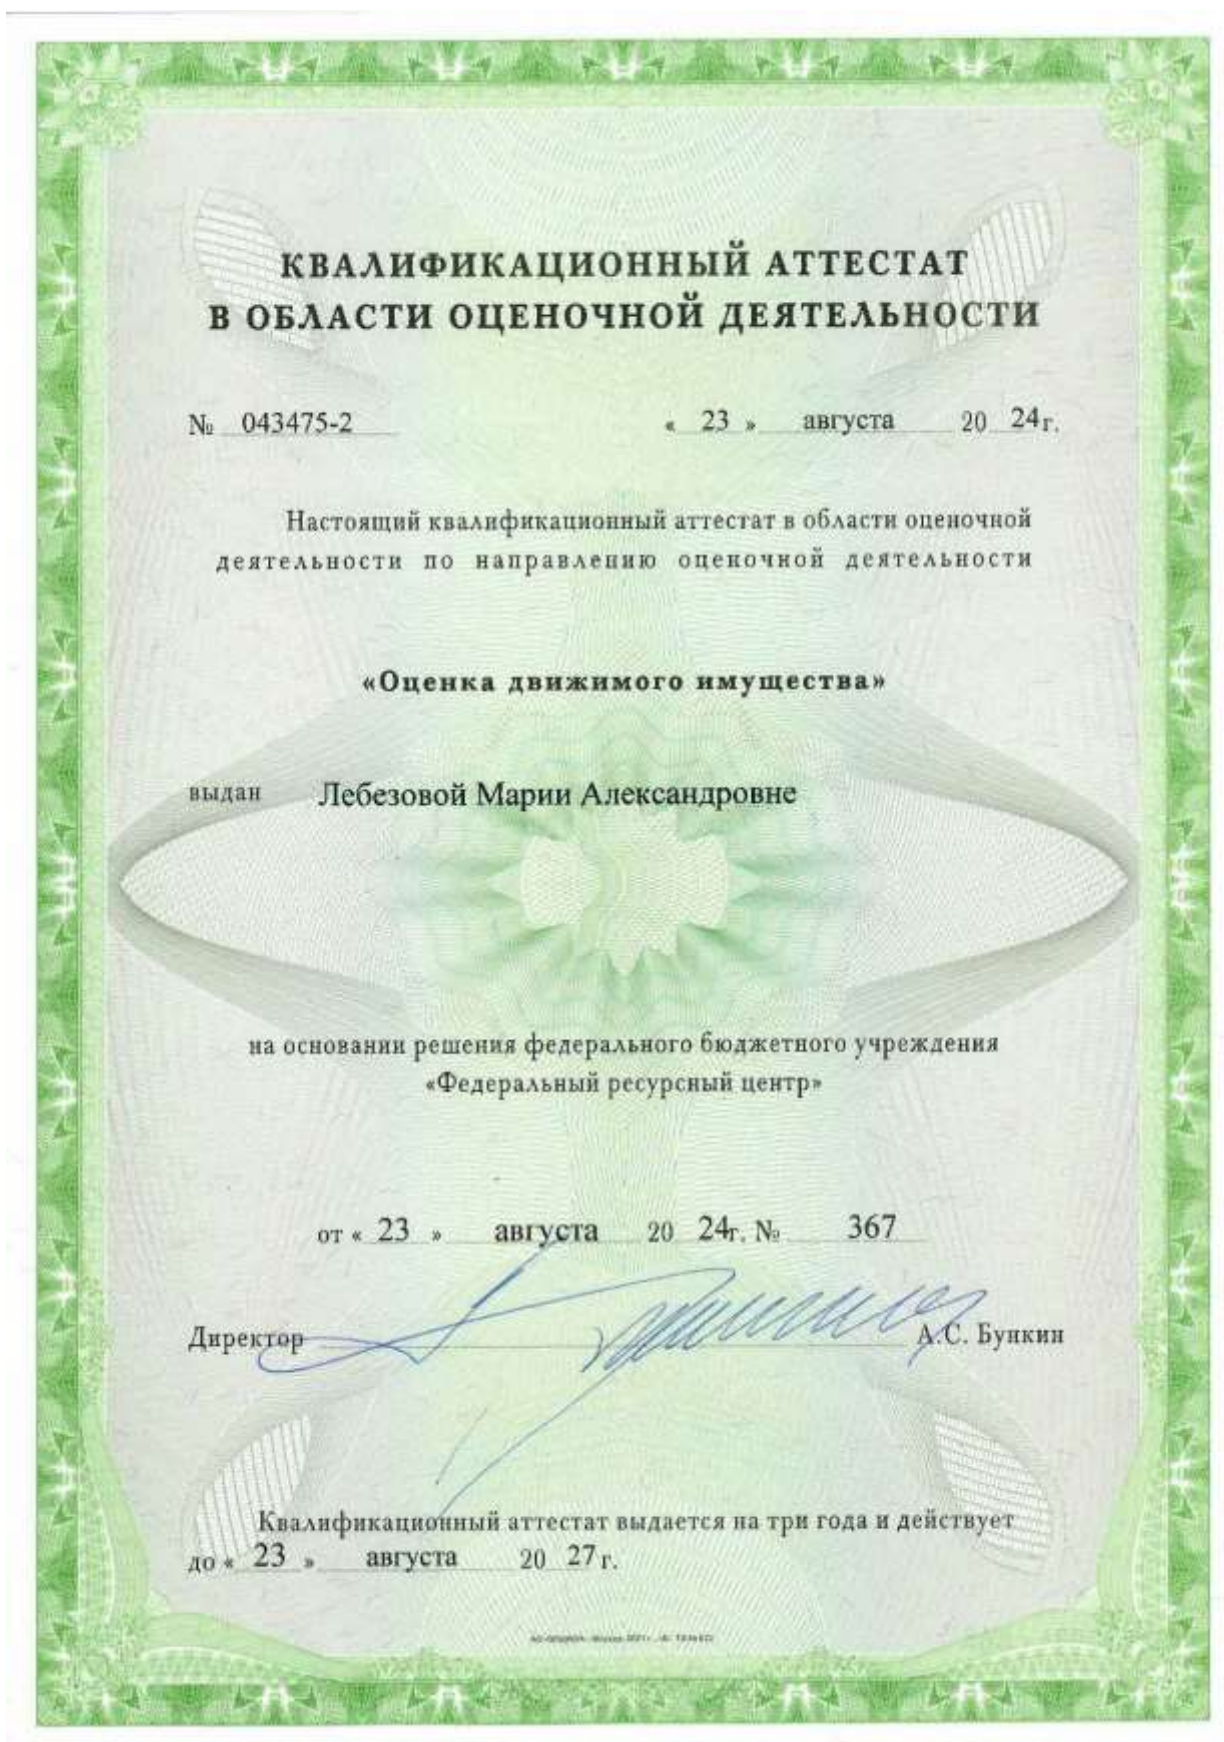 КВАЛИФИКАЦИОННЫЙ АТТЕСТАТ
В ОБЛАСТИ ОЦЕНОЧНОЙ ДЕЯТЕЛЬНОСТИ
№ 043475-2 « 23 » августа 20 24 г.
Настоящий квалификационный аттестат в области оценочной
деятельности по направлению оценочной деятельности
«Оценка движимого имущества»
выдан Лебезовой Марии Александровне
на основании решения федерального бюджетного учреждения
«Федеральный ресурсный центр»
от « 23 » августа 20 24г. № 367
Директор А.С. Бункин
Квалификационный аттестат выдается на три года и действует
до « 23 » августа 20 27 г.